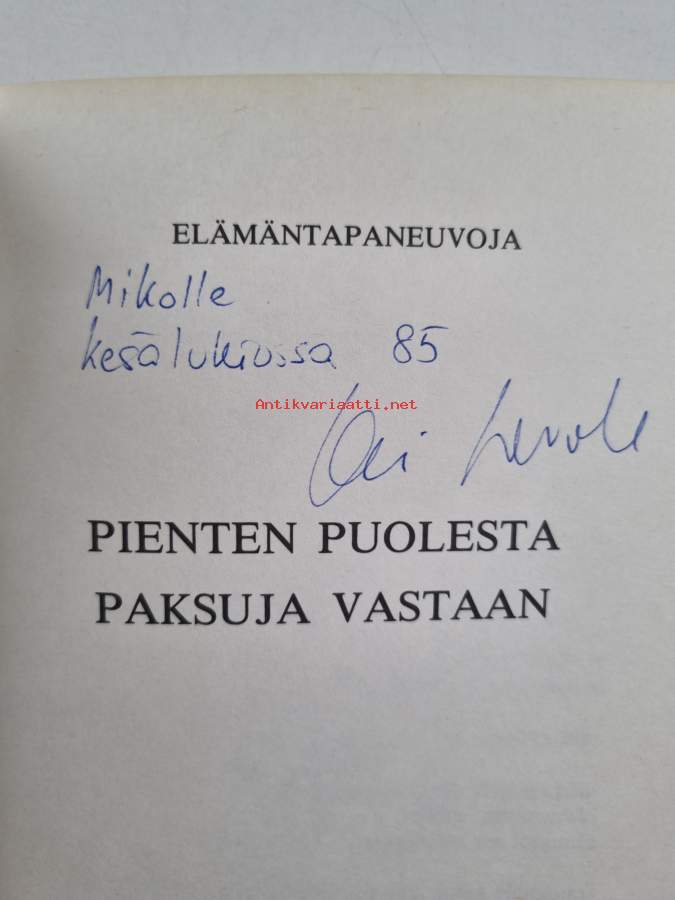 ELÄMÄNTAPANEUVOJA
Mikolle
kesälukiossa 85
Antikvariaatti.net
PIENTEN PUOLESTA
PAKSUJA VASTAAN